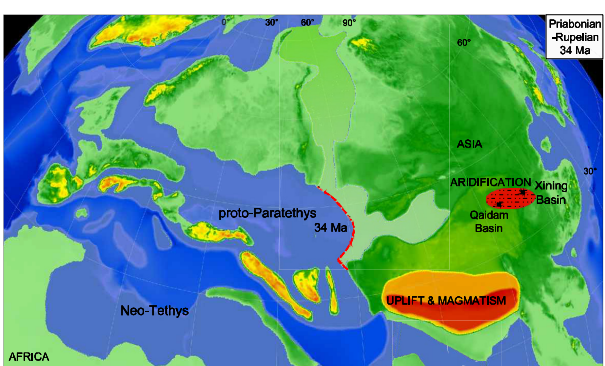 0° 30° 60° 90°
Priabonian
-Rupelian
34 Ma
60°
ASIA
30°
ARIDIFICATION
Xining
Basin
Qaidam
Basin
proto-Paratethys
34 Ma
UPLIFT & MAGMATISM
Neo-Tethys
AFRICA